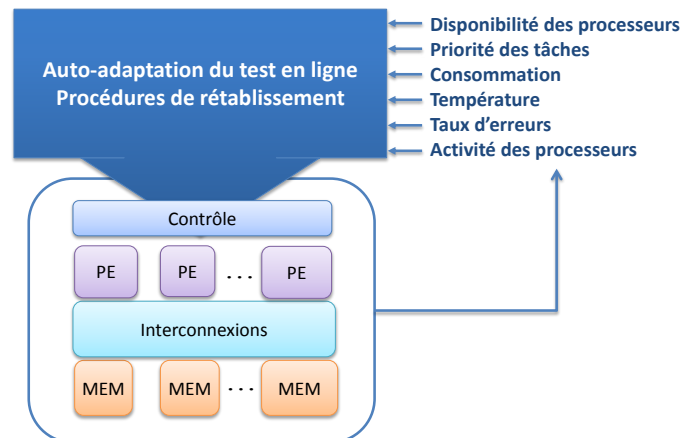 Auto-adaptation du test en ligne
Procédures de rétablissement
Disponibilité des processeurs
Priorité des tâches
Consommation
Température
Taux d'erreurs
Activité des processeurs
Contrôle
PE PE ... PE
Interconnexions
MEM MEM ... MEM